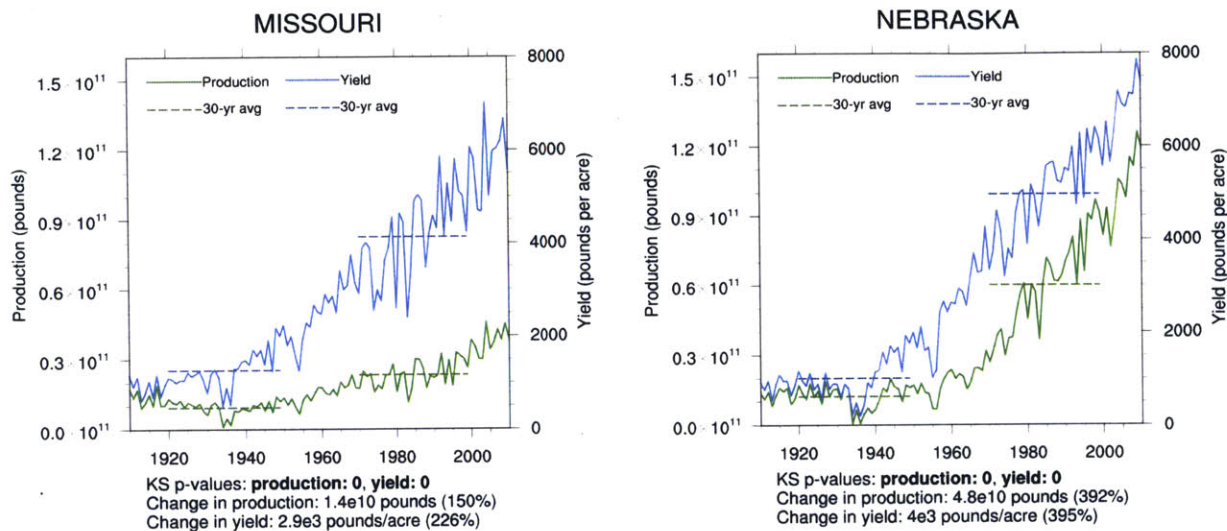 MISSOURI
Production (pounds)
1.5 · 10¹¹
1.2 · 10¹¹
0.9 · 10¹¹
0.6 · 10¹¹
0.3 · 10¹¹
0.0 · 10¹¹
Production
Yield
30-yr avg
30-yr avg
8000
6000
4000
2000
0
Yield (pounds per acre)
1920 1940 1960 1980 2000
KS p-values: production: 0, yield: 0
Change in production: 1.4e10 pounds (150%)
Change in yield: 2.9e3 pounds/acre (226%)
NEBRASKA
Production (pounds)
1.5 · 10¹¹
1.2 · 10¹¹
0.9 · 10¹¹
0.6 · 10¹¹
0.3 · 10¹¹
0.0 · 10¹¹
Production
Yield
30-yr avg
30-yr avg
8000
6000
4000
2000
0
Yield (pounds per acre)
1920 1940 1960 1980 2000
KS p-values: production: 0, yield: 0
Change in production: 4.8e10 pounds (392%)
Change in yield: 4e3 pounds/acre (395%)